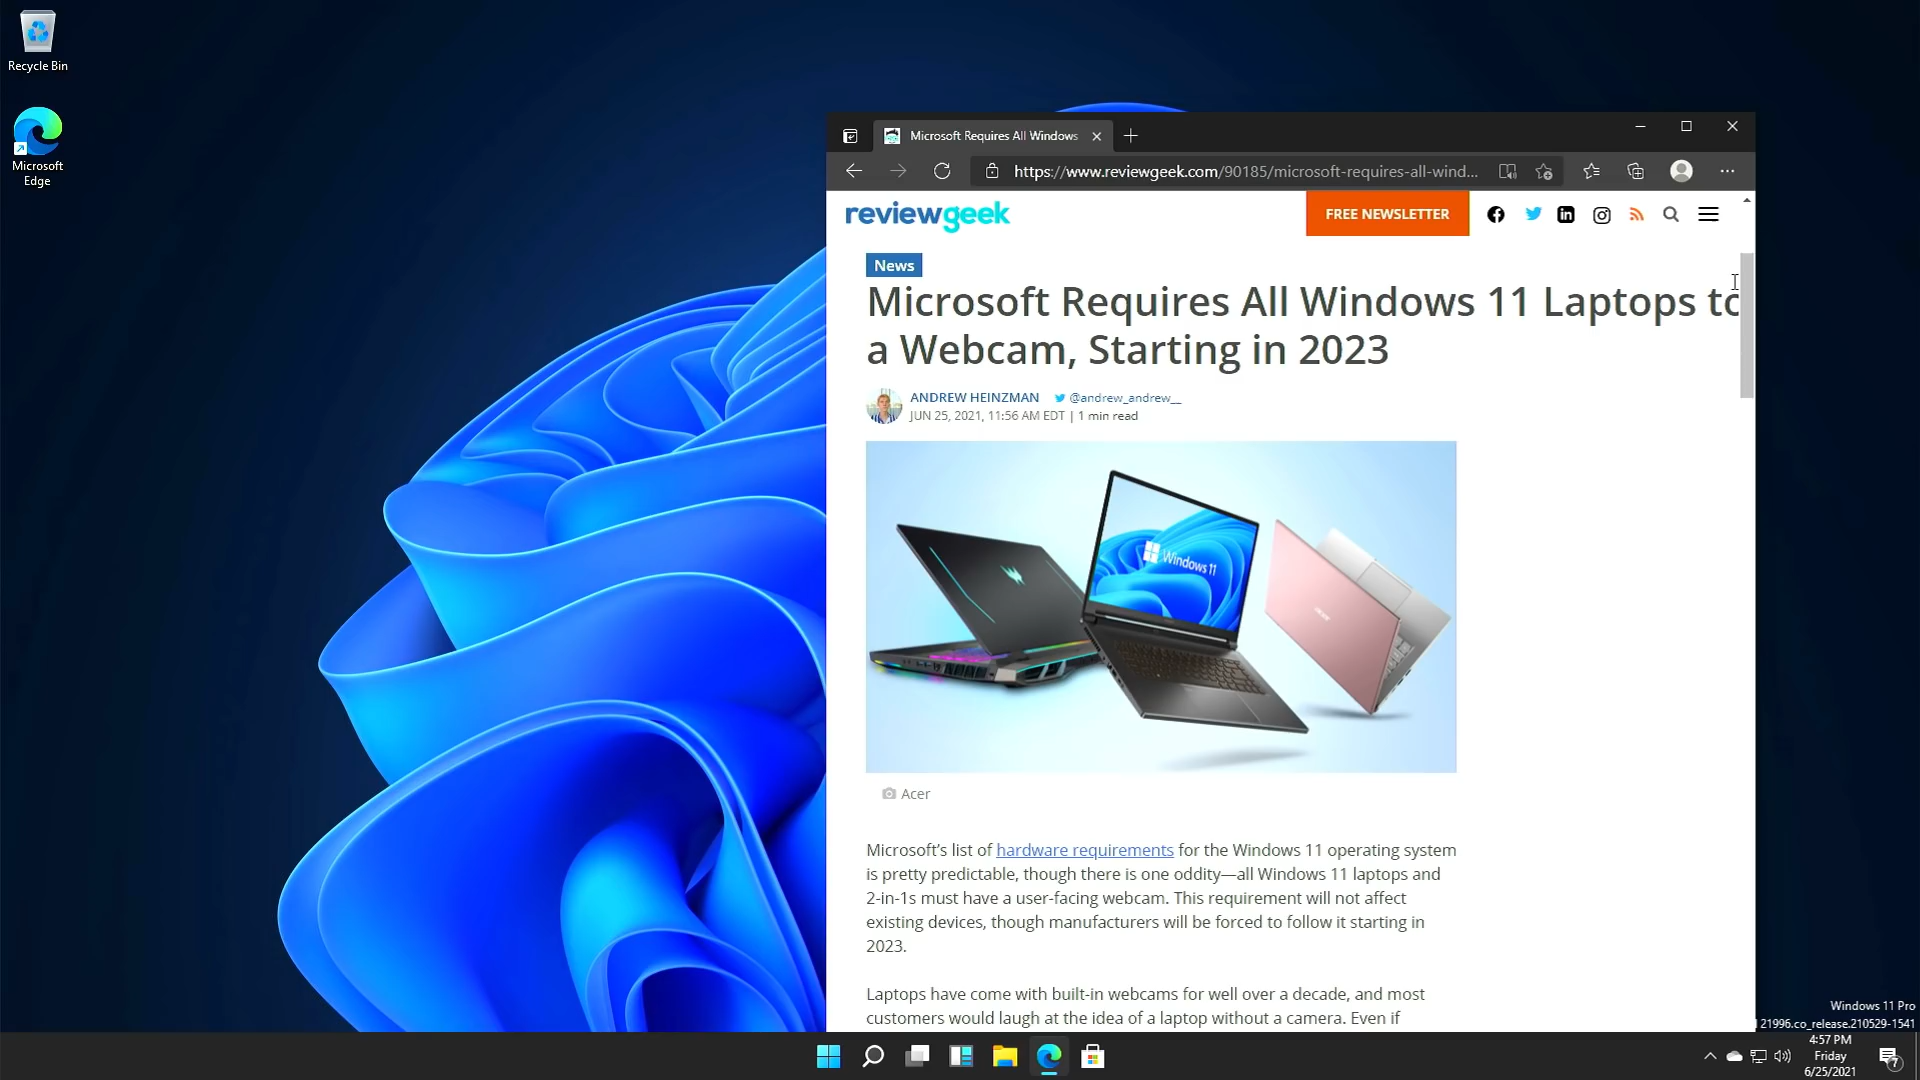 Recycle Bin
Microsoft
Edge
Microsoft Requires All Windows
https://www.reviewgeek.com/90185/microsoft-requires-all-wind...
reviewgeek
FREE NEWSLETTER
News
Microsoft Requires All Windows 11 Laptops to
a Webcam, Starting in 2023
ANDREW HEINZMAN @andrew_andrew__
JUN 25, 2021, 11:56 AM EDT | 1 min read
Windows 11
Acer
Microsoft’s list of hardware requirements for the Windows 11 operating system
is pretty predictable, though there is one oddity—all Windows 11 laptops and
2-in-1s must have a user-facing webcam. This requirement will not affect
existing devices, though manufacturers will be forced to follow it starting in
2023.
Laptops have come with built-in webcams for well over a decade, and most
customers would laugh at the idea of a laptop without a camera. Even if
Windows 11 Pro
21996.co_release.210529-1541
4:57 PM
Friday
6/25/2021
7